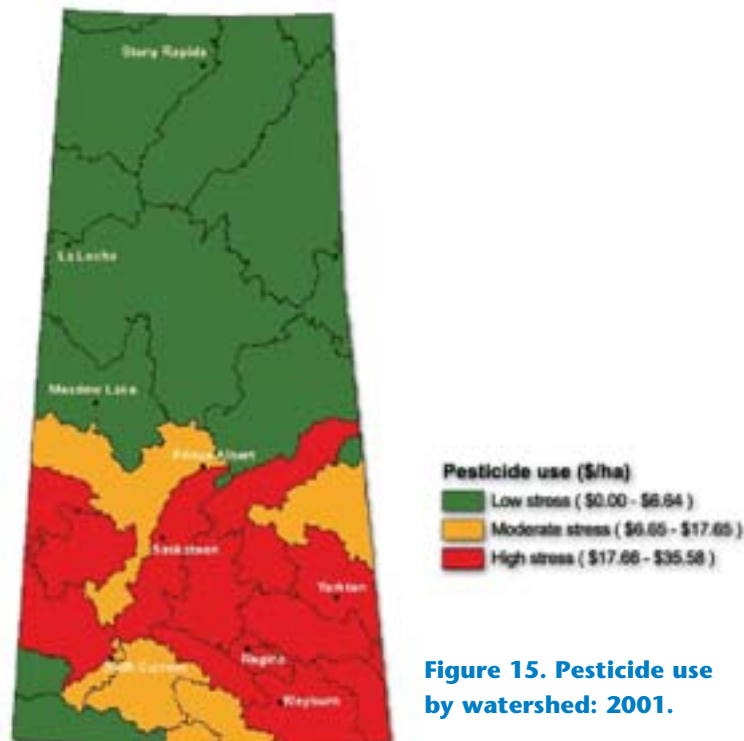 Stony Rapids
La Loche
Meadow Lake
Prince Albert
Saskatoon
Yorkton
Swift Current
Regina
Weyburn
Pesticide use ($/ha)
Low stress ( $0.00 - $6.64 )
Moderate stress ( $6.65 - $17.65 )
High stress ( $17.66 - $35.58 )
Figure 15. Pesticide use
by watershed: 2001.